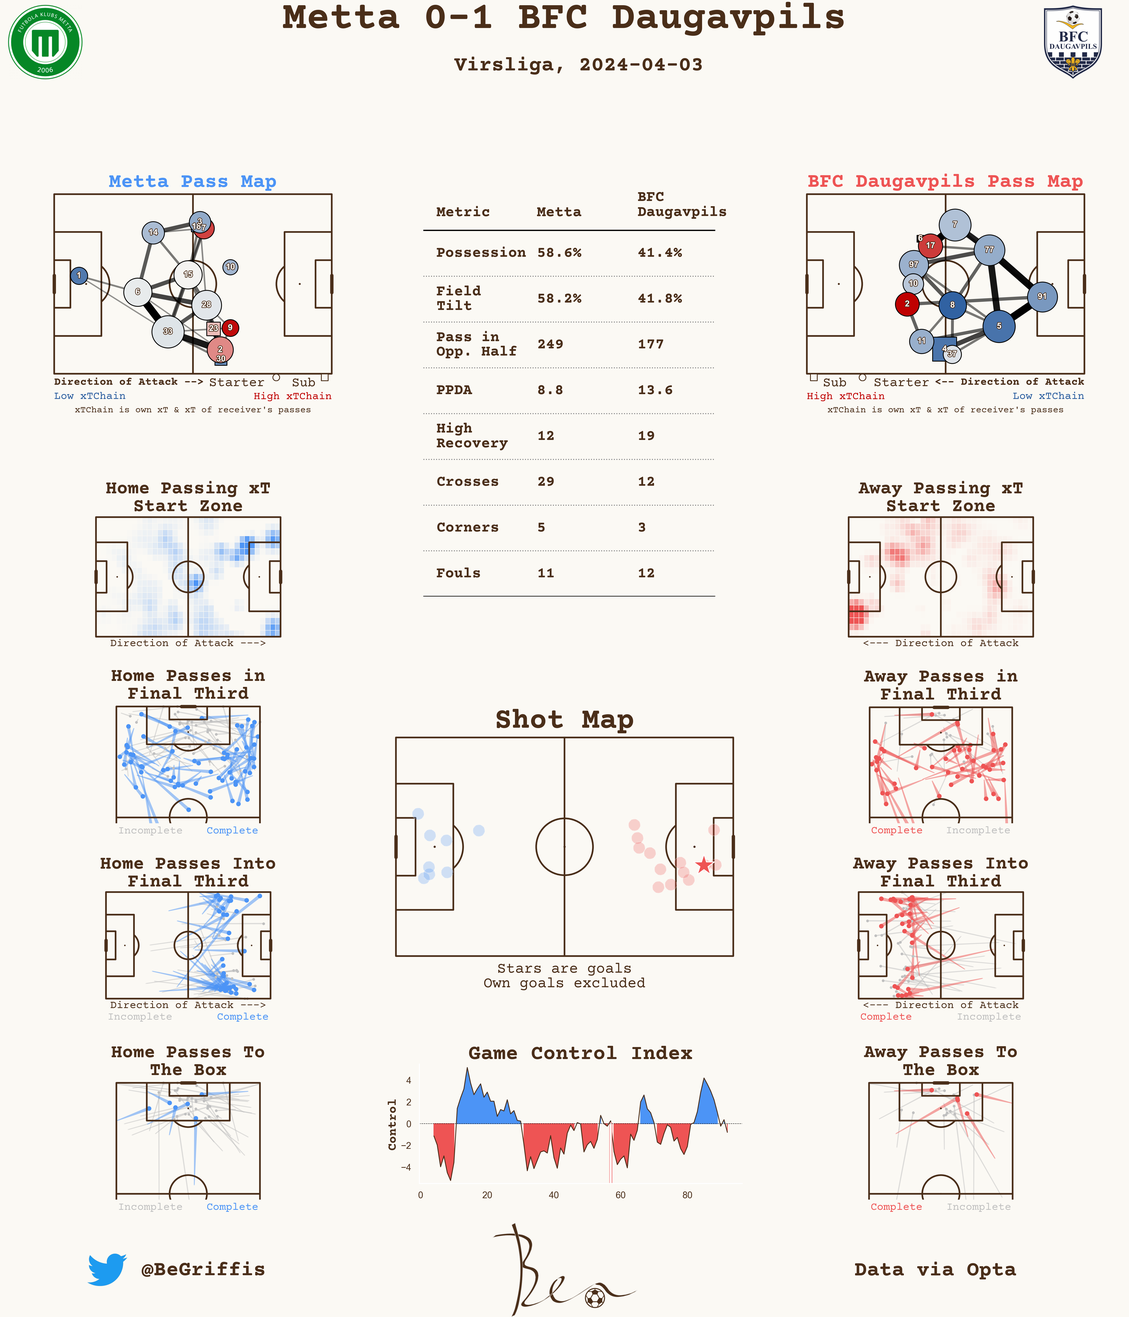 Metta 0-1 BFC Daugavpils
Virsliga, 2024-04-03
FUTBOLA KLUBS METTA
2006
BFC
DAUGAVPILS
Metta Pass Map
1
14
3
10
15
6
28
33
23
9
2
30
Direction of Attack --> Starter Sub
Low xTChain High xTChain
xTChain is own xT & xT of receiver's passes
Metric Metta BFC Daugavpils
Possession 58.6% 41.4%
Field Tilt 58.2% 41.8%
Pass in Opp. Half 249 177
PPDA 8.8 13.6
High Recovery 12 19
Crosses 29 12
Corners 5 3
Fouls 11 12
BFC Daugavpils Pass Map
7
6
17
77
97
10
2
8
91
5
11
4
37
Sub Starter <-- Direction of Attack
High xTChain Low xTChain
xTChain is own xT & xT of receiver's passes
Home Passing xT
Start Zone
Direction of Attack --->
Away Passing xT
Start Zone
<--- Direction of Attack
Home Passes in
Final Third
Incomplete Complete
Away Passes in
Final Third
Complete Incomplete
Shot Map
Stars are goals
Own goals excluded
Home Passes Into
Final Third
Direction of Attack --->
Incomplete Complete
Away Passes Into
Final Third
<--- Direction of Attack
Complete Incomplete
Home Passes To
The Box
Incomplete Complete
Game Control Index
Control
4
2
0
−2
−4
0 20 40 60 80
Away Passes To
The Box
Complete Incomplete
@BeGriffis
Bea
Data via Opta